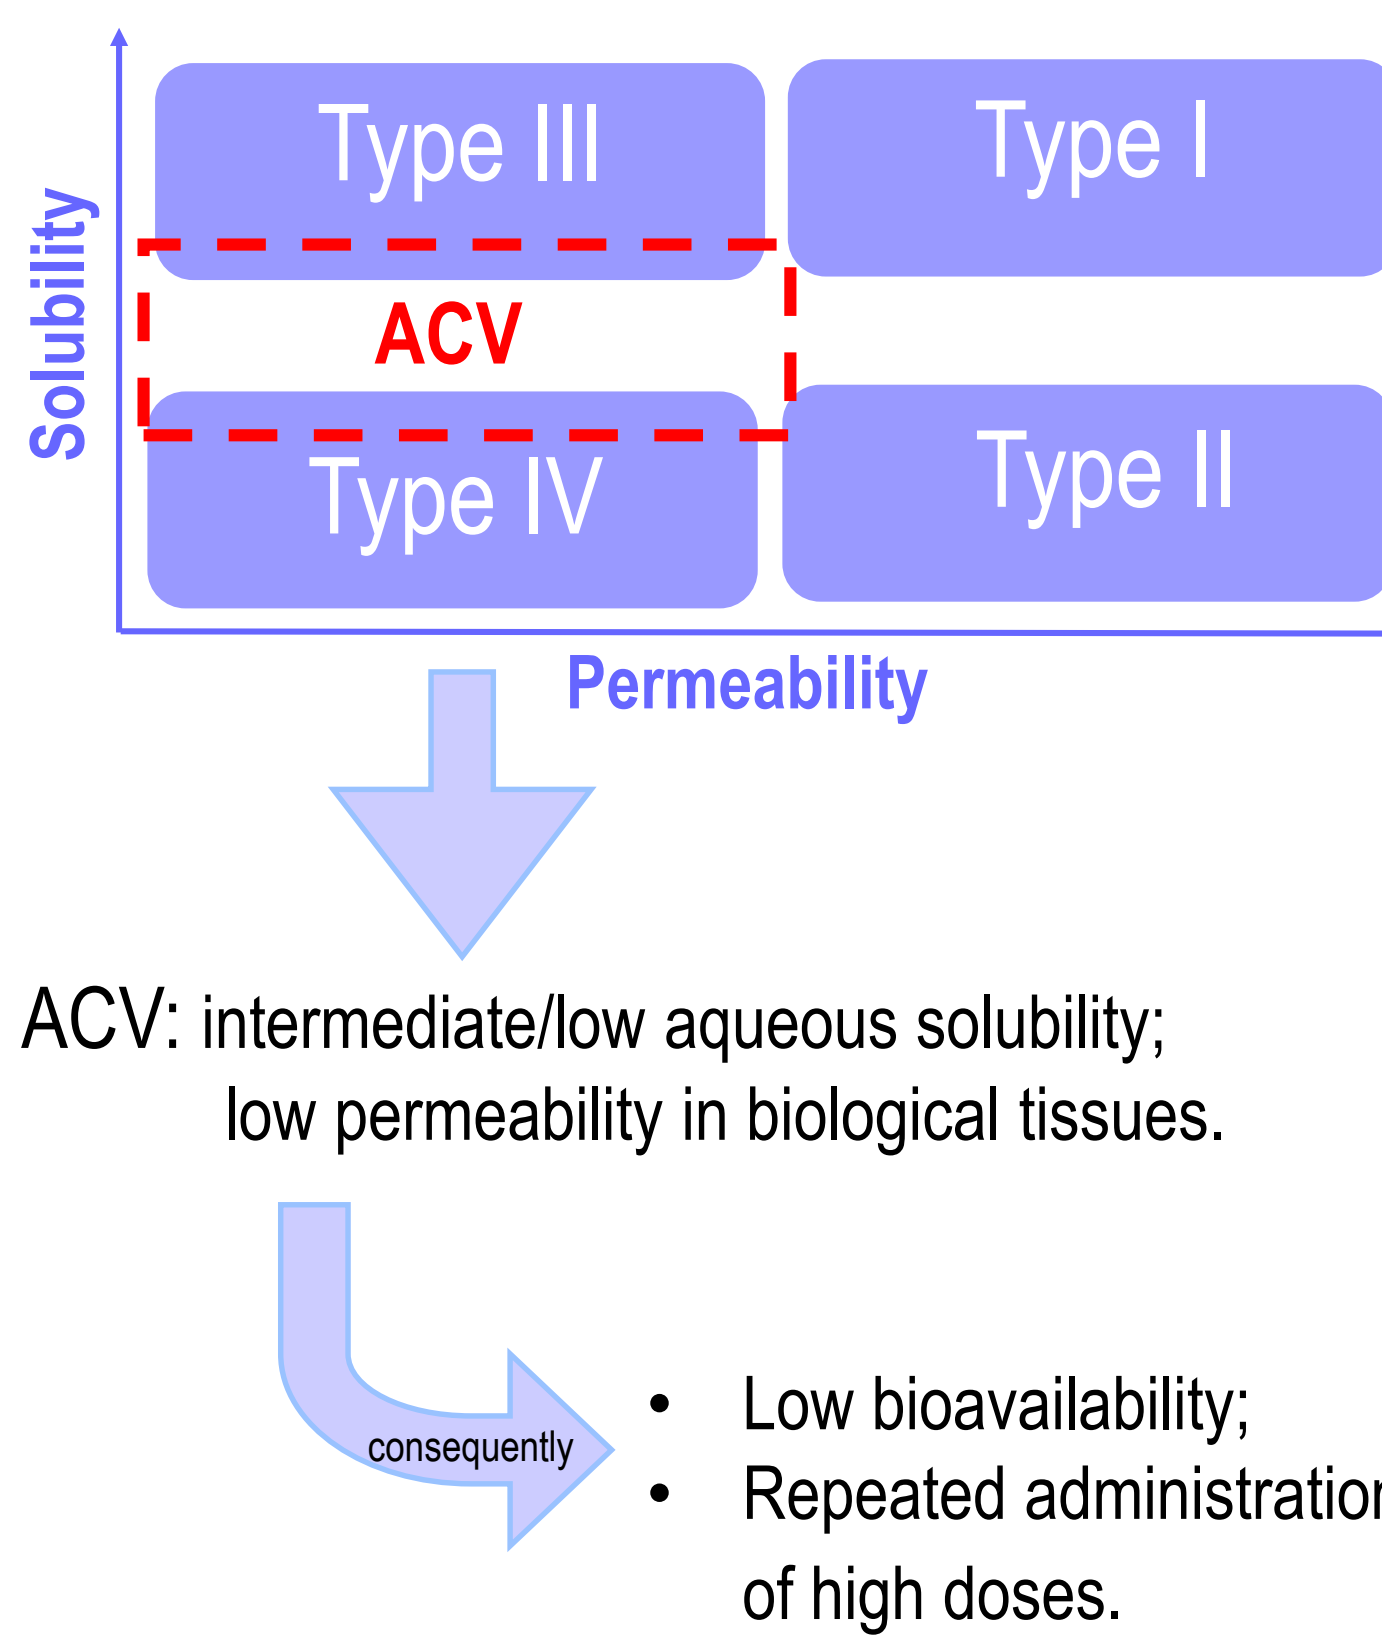 Type III
Type I
Solubility
ACV
Type IV
Type II
Permeability
ACV: intermediate/low aqueous solubility;
low permeability in biological tissues.
consequently
• Low bioavailability;
• Repeated administration
of high doses.